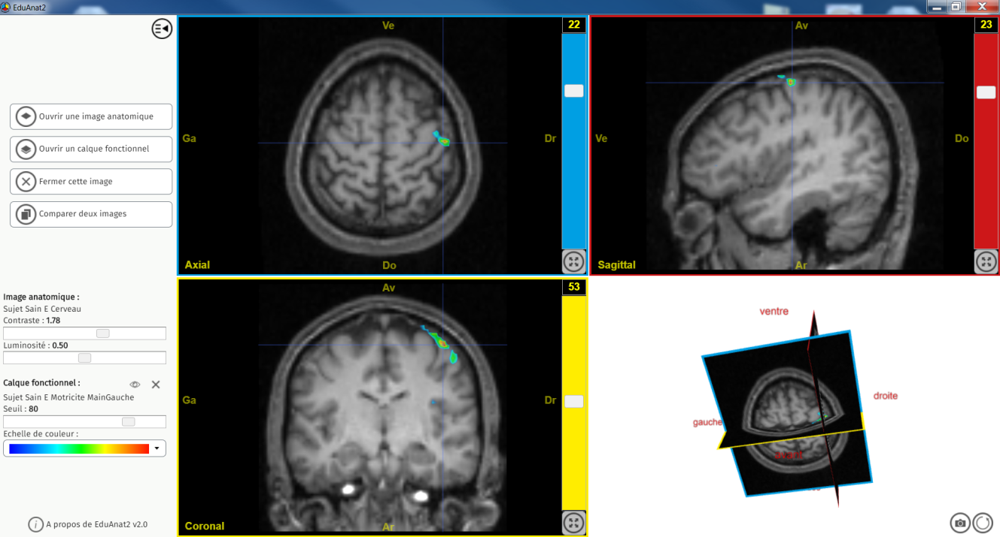 EduAnat2
Ouvrir une image anatomique
Ouvrir un calque fonctionnel
Fermer cette image
Comparer deux images
Image anatomique :
Sujet Sain E Cerveau
Contraste : 1.78
Luminosité : 0.50
Calque fonctionnel :
Sujet Sain E Motricite MainGauche
Seuil : 80
Echelle de couleur :
i A propos de EduAnat2 v2.0
Ve
22
Ga
Dr
Axial
Do
Av
23
Ve
Do
Sagittal
Ar
Av
53
Ga
Dr
Coronal
Ar
ventre
droite
gauche
avant